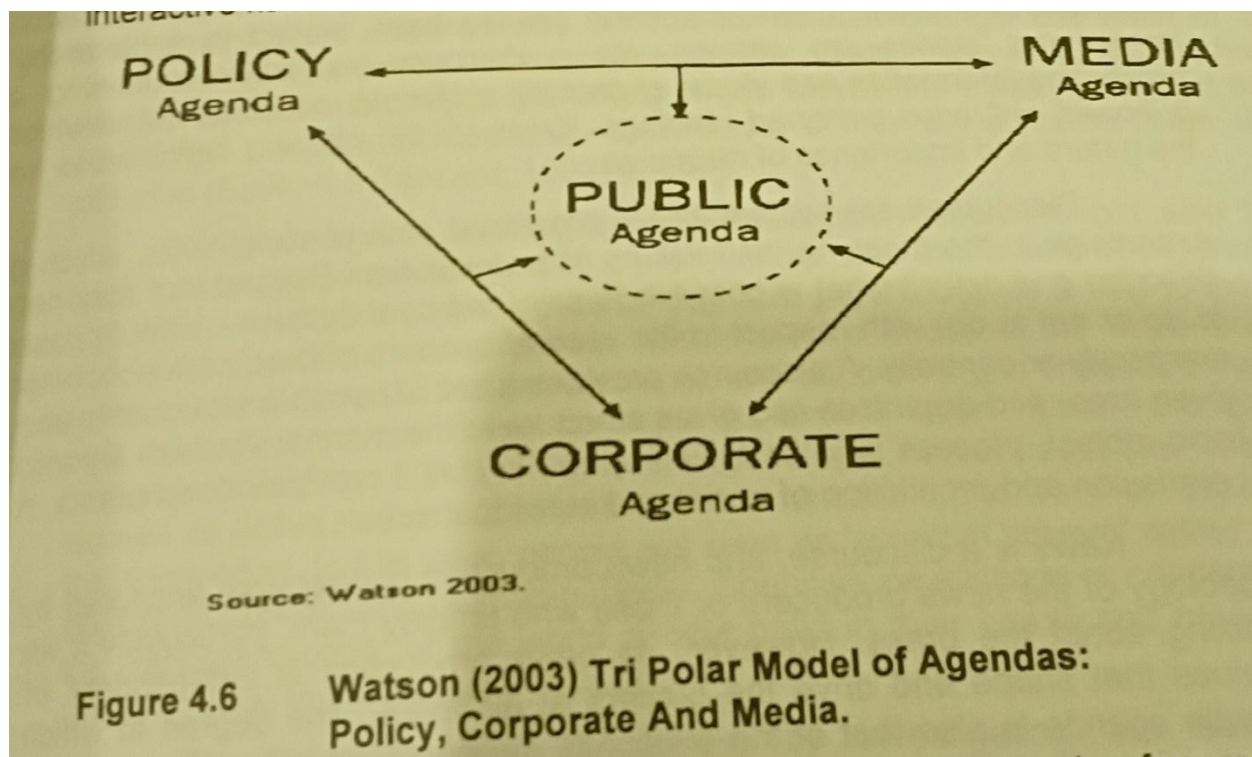 POLICY
Agenda
MEDIA
Agenda
PUBLIC
Agenda
CORPORATE
Agenda
Source: Watson 2003.
Figure 4.6 Watson (2003) Tri Polar Model of Agendas:
Policy, Corporate And Media.